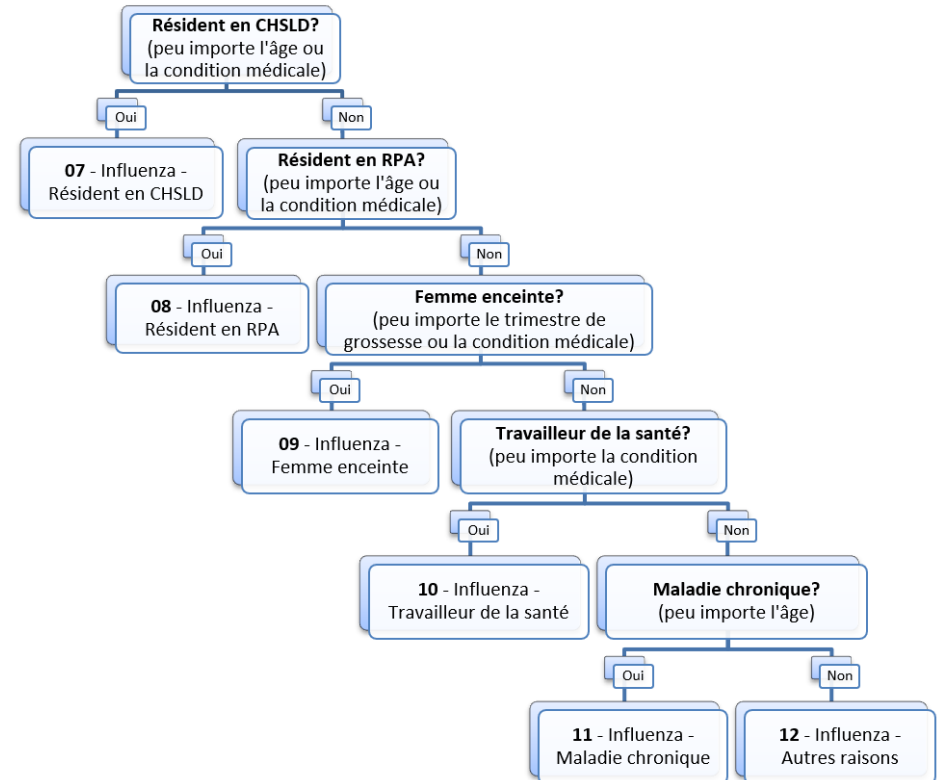 Résident en CHSLD?
(peu importe l'âge ou
la condition médicale)
Oui
Non
07 - Influenza -
Résident en CHSLD
Résident en RPA?
(peu importe l'âge ou
la condition médicale)
Oui
Non
08 - Influenza -
Résident en RPA
Femme enceinte?
(peu importe le trimestre de
grossesse ou la condition médicale)
Oui
Non
09 - Influenza -
Femme enceinte
Travailleur de la santé?
(peu importe la condition
médicale)
Oui
Non
10 - Influenza -
Travailleur de la santé
Maladie chronique?
(peu importe l'âge)
Oui
Non
11 - Influenza -
Maladie chronique
12 - Influenza -
Autres raisons